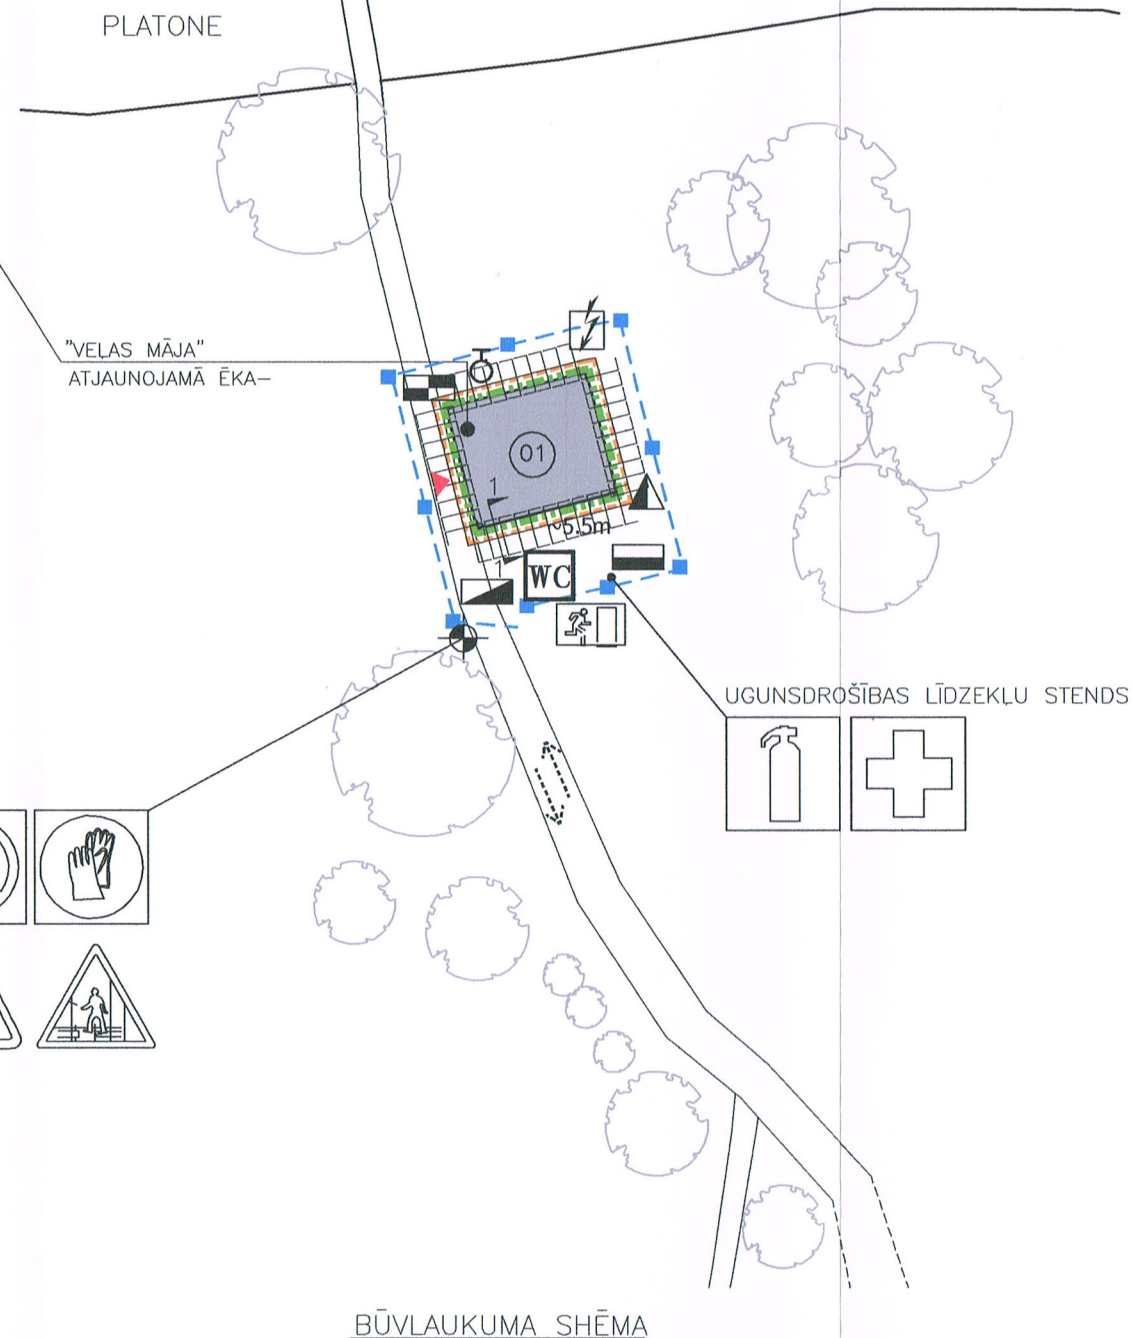 PLATONE
"VEĻAS MĀJA"
ATJAUNOJAMĀ ĒKA-
01
1
~5.5m
1
WC
UGUNSDROŠĪBAS LĪDZEKĻU STENDS
BŪVLAUKUMA SHĒMA